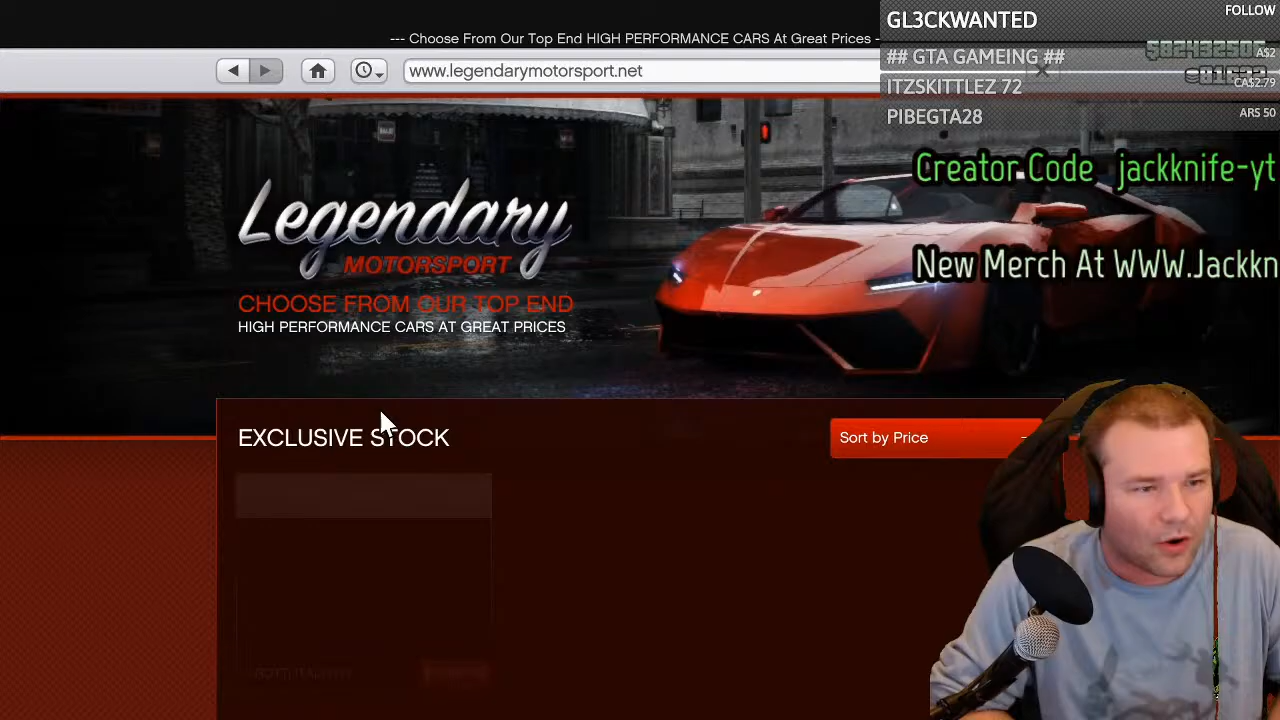 --- Choose From Our Top End HIGH PERFORMANCE CARS At Great Prices -
GL3CKWANTED
FOLLOW
## GTA GAMEING ##
A$2
ITZSKITTLEZ 72
CA$2.79
PIBEGTA28
ARS 50
www.legendarymotorsport.net
Creator Code jackknife-yt
New Merch At WWW.Jackkn
Legendary
MOTORSPORT
CHOOSE FROM OUR TOP END
HIGH PERFORMANCE CARS AT GREAT PRICES
EXCLUSIVE STOCK
Sort by Price